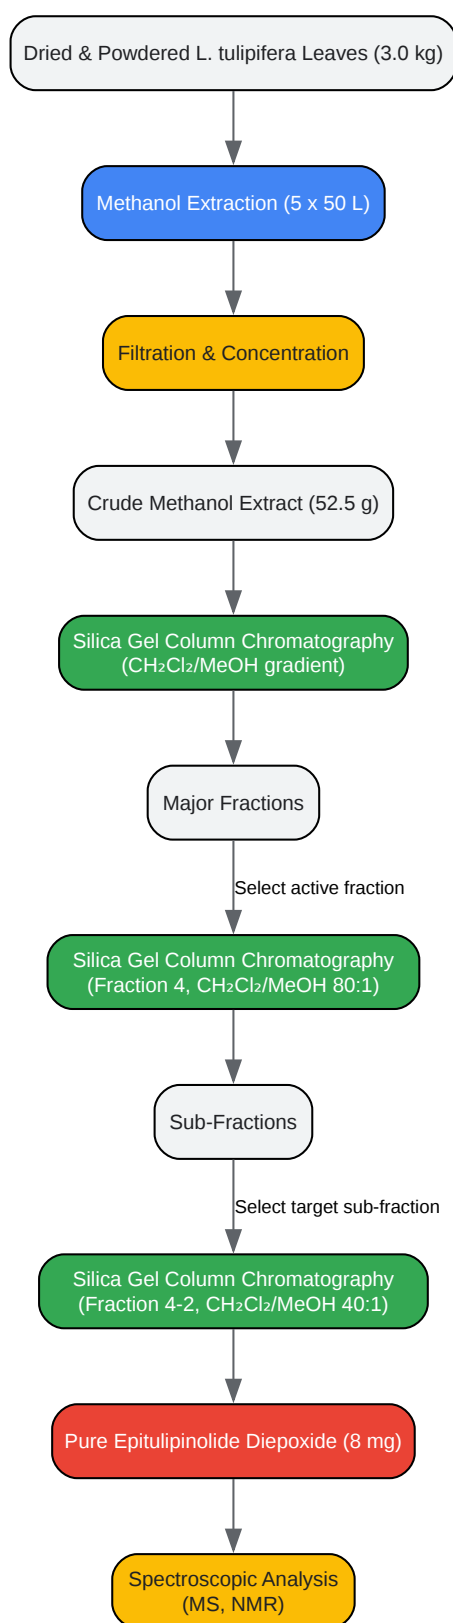 Dried & Powdered L. tulipifera Leaves (3.0 kg)
Methanol Extraction (5 x 50 L)
Filtration & Concentration
Crude Methanol Extract (52.5 g)
Silica Gel Column Chromatography
(CH₂Cl₂/MeOH gradient)
Major Fractions
Select active fraction
Silica Gel Column Chromatography
(Fraction 4, CH₂Cl₂/MeOH 80:1)
Sub-Fractions
Select target sub-fraction
Silica Gel Column Chromatography
(Fraction 4-2, CH₂Cl₂/MeOH 40:1)
Pure Epitulipinolide Diepoxide (8 mg)
Spectroscopic Analysis
(MS, NMR)